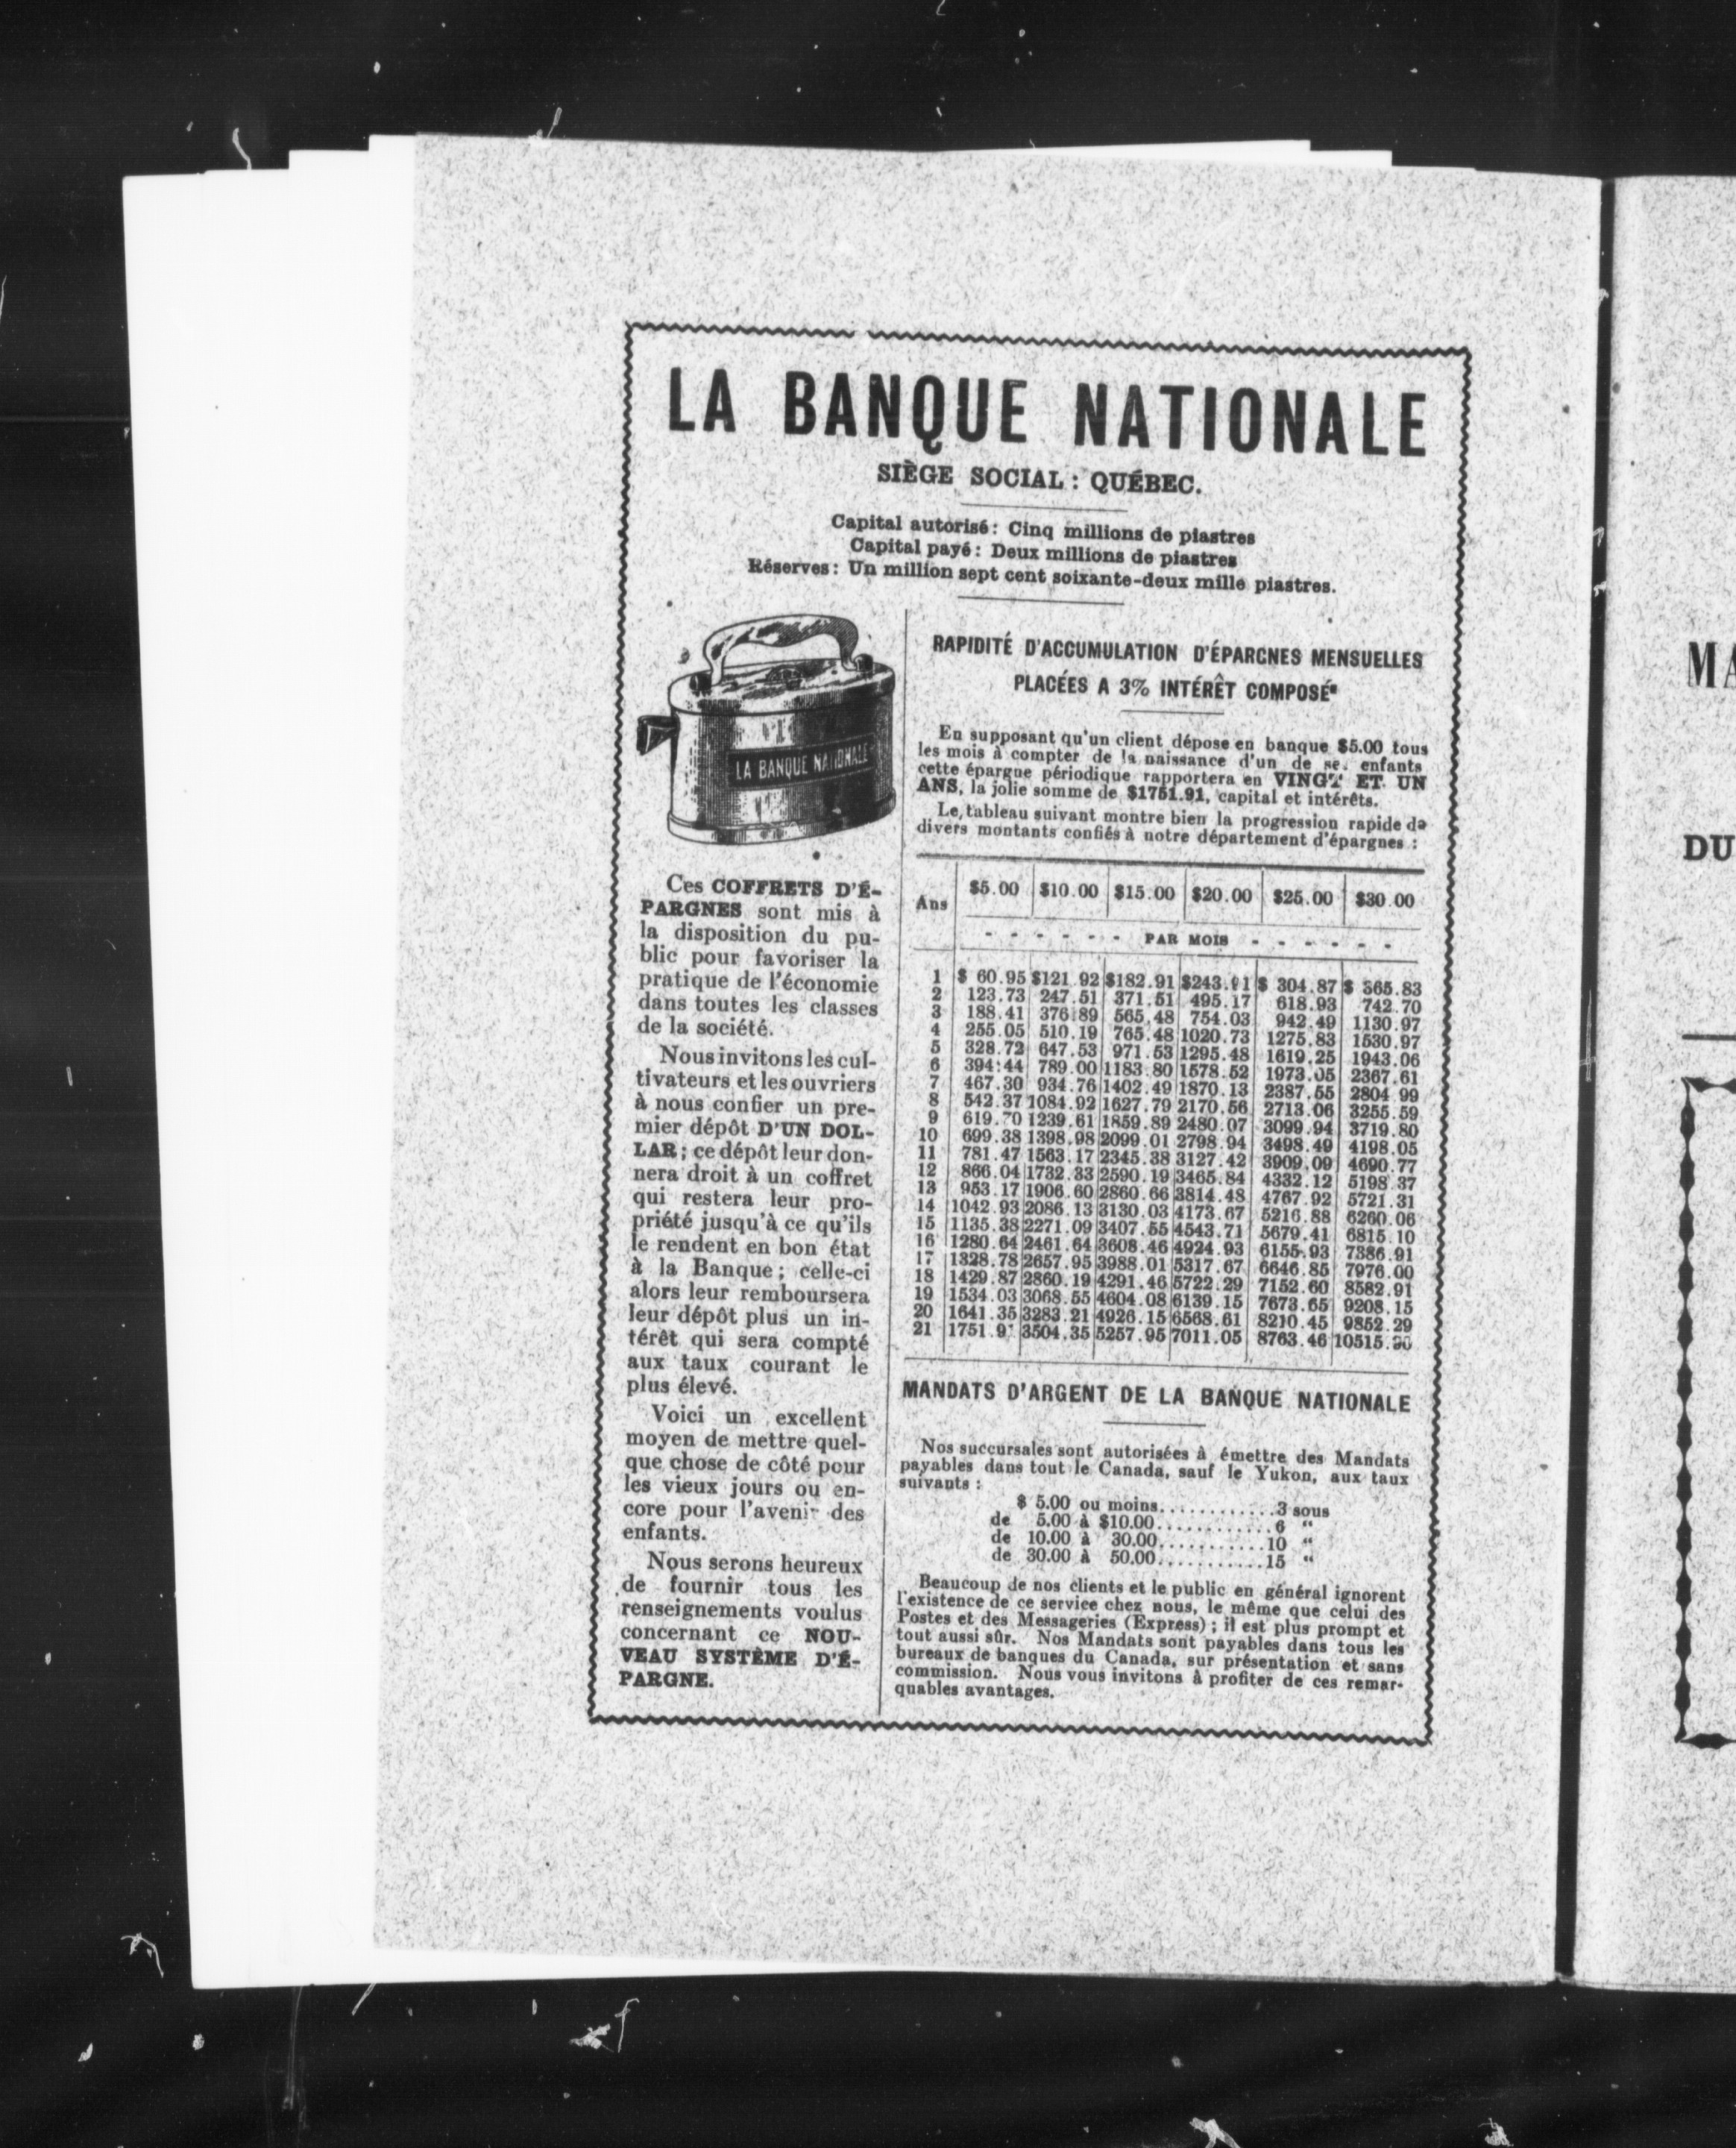 LA BANQUE NATIONALE
SIÈGE SOCIAL : QUÉBEC.
Capital autorisé : Cinq millions de piastres
Capital payé : Deux millions de piastres
Réserves : Un million sept cent soixante-deux mille piastres.
LA BANQUE NATIONALE
Ces COFFRETS D'É-
PARGNES sont mis à
la disposition du pu-
blic pour favoriser la
pratique de l'économie
dans toutes les classes
de la société.
Nous invitons les cul-
tivateurs et les ouvriers
à nous confier un pre-
mier dépôt D'UN DOL-
LAR ; ce dépôt leur don-
nera droit à un coffret
qui restera leur pro-
priété jusqu'à ce qu'ils
le rendent en bon état
à la Banque ; celle-ci
alors leur remboursera
leur dépôt plus un in-
térêt qui sera compté
aux taux courant le
plus élevé.
Voici un excellent
moyen de mettre quel-
que chose de côté pour
les vieux jours ou en-
core pour l'avenir des
enfants.
Nous serons heureux
de fournir tous les
renseignements voulus
concernant ce NOU-
VEAU SYSTÈME D'É-
PARGNE.
RAPIDITÉ D'ACCUMULATION D'ÉPARGNES MENSUELLES
PLACÉES A 3% INTÉRÊT COMPOSÉ
En supposant qu'un client dépose en banque $5.00 tous
les mois à compter de la naissance d'un de se. enfants
cette épargne périodique rapportera en VINGT ET UN
ANS, la jolie somme de $1751.91, capital et intérêts.
Le tableau suivant montre bien la progression rapide de
divers montants confiés à notre département d'épargnes :
Ans $5.00 $10.00 $15.00 $20.00 $25.00 $30.00
- - - - - - PAR MOIS - - - - - -
1 $ 60.95 $121.92 $182.91 $243.91 $ 304.87 $ 365.83
2 123.73 247.51 371.51 495.17 618.93 742.70
3 188.41 376.89 565.48 754.03 942.49 1130.97
4 255.05 510.19 765.48 1020.73 1275.83 1530.97
5 328.72 647.53 971.53 1295.48 1619.25 1943.06
6 394.44 789.00 1183.80 1578.52 1973.05 2367.61
7 467.30 934.76 1402.49 1870.13 2387.55 2804.99
8 542.37 1084.92 1627.79 2170.56 2713.06 3255.59
9 619.70 1239.61 1859.89 2480.07 3099.94 3719.80
10 699.38 1398.98 2099.01 2798.94 3498.49 4198.05
11 781.47 1563.17 2345.38 3127.42 3909.09 4690.77
12 866.04 1732.33 2590.19 3465.84 4332.12 5198.37
13 953.17 1906.60 2860.66 3814.48 4767.92 5721.31
14 1042.93 2086.13 3130.03 4173.67 5216.88 6260.06
15 1135.38 2271.09 3407.55 4543.71 5679.41 6815.10
16 1280.64 2461.64 3608.46 4924.93 6155.93 7386.91
17 1328.78 2657.95 3988.01 5317.67 6646.85 7976.00
18 1429.87 2860.19 4291.46 5722.29 7152.60 8582.91
19 1534.03 3068.55 4604.08 6139.15 7673.65 9208.15
20 1641.35 3283.21 4926.15 6568.61 8210.45 9852.29
21 1751.91 3504.35 5257.95 7011.05 8763.46
MANDATS D'ARGENT DE LA BANQUE NATIONALE
Nos succursales sont autorisées à émettre des Mandats
payables dans tout le Canada, sauf le Yukon, aux taux
suivants :
$ 5.00 ou moins............3 sous
de 5.00 à $10.00............6 "
de 10.00 à 30.00...........10 "
de 30.00 à 50.00...........15 "
Beaucoup de nos clients et le public en général ignorent
l'existence de ce service chez nous, le même que celui des
Postes et des Messageries (Express) ; il est plus prompt et
tout aussi sûr. Nos Mandats sont payables dans tous les
bureaux de banques du Canada, sur présentation et sans
commission. Nous vous invitons à profiter de ces remar-
quables avantages.
MA
DU